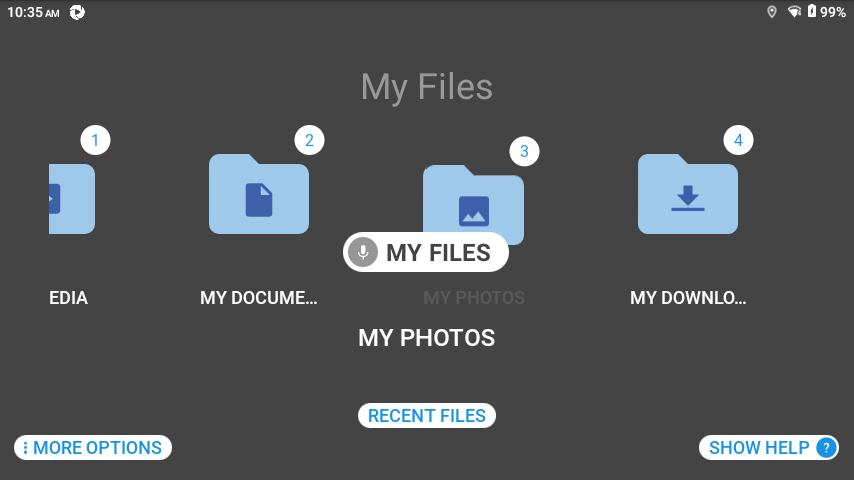 10:35 AM
99%
My Files
1
2
3
4
MY FILES
EDIA
MY DOCUME...
MY PHOTOS
MY DOWNLO...
MY PHOTOS
RECENT FILES
MORE OPTIONS
SHOW HELP ?